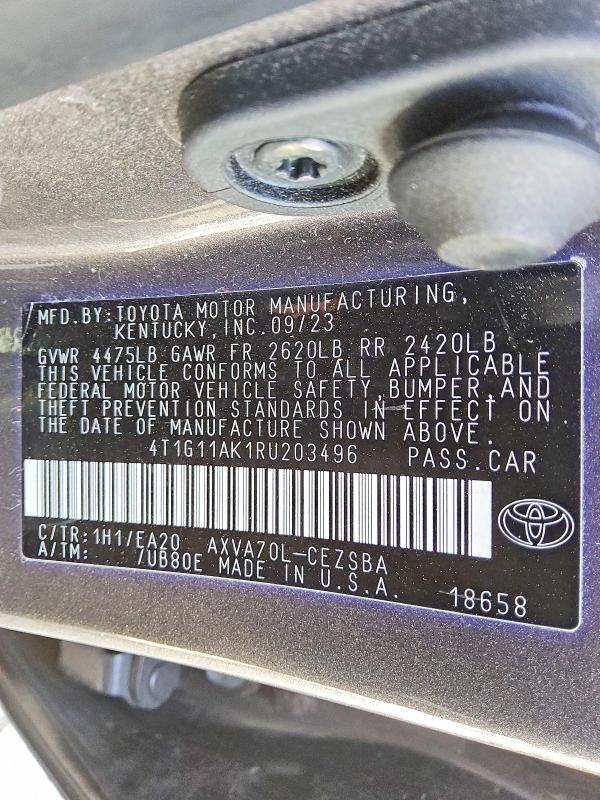 MFD.BY:TOYOTA MOTOR MANUFACTURING,
KENTUCKY, INC. 09/23
GVWR 4475LB GAWR FR 2620LB RR 2420LB
THIS VEHICLE CONFORMS TO ALL APPLICABLE
FEDERAL MOTOR VEHICLE SAFETY, BUMPER, AND
THEFT PREVENTION STANDARDS IN EFFECT ON
THE DATE OF MANUFACTURE SHOWN ABOVE.
4T1G11AK1RU203496 PASS.CAR
C/TR: 1H1/EA20 AXVA70L-CEZSBA
A/TM: /UB80E MADE IN U.S.A. 18658